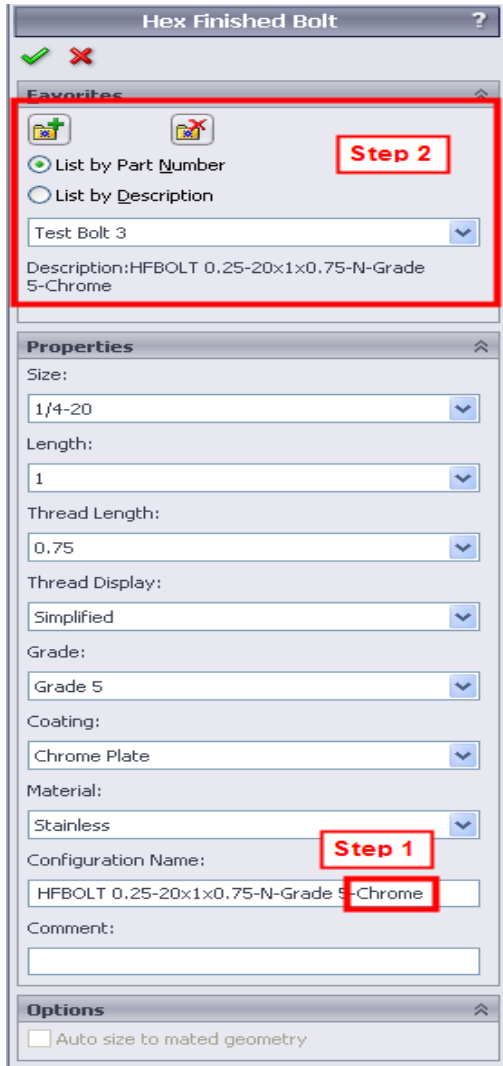 Hex Finished Bolt ?
Favorites
Step 2
List by Part Number
List by Description
Test Bolt 3
Description:HFBOLT 0.25-20x1x0.75-N-Grade
5-Chrome
Properties
Size:
1/4-20
Length:
1
Thread Length:
0.75
Thread Display:
Simplified
Grade:
Grade 5
Coating:
Chrome Plate
Material:
Stainless
Step 1
Configuration Name:
HFBOLT 0.25-20x1x0.75-N-Grade 5-Chrome
Comment:
Options
Auto size to mated geometry